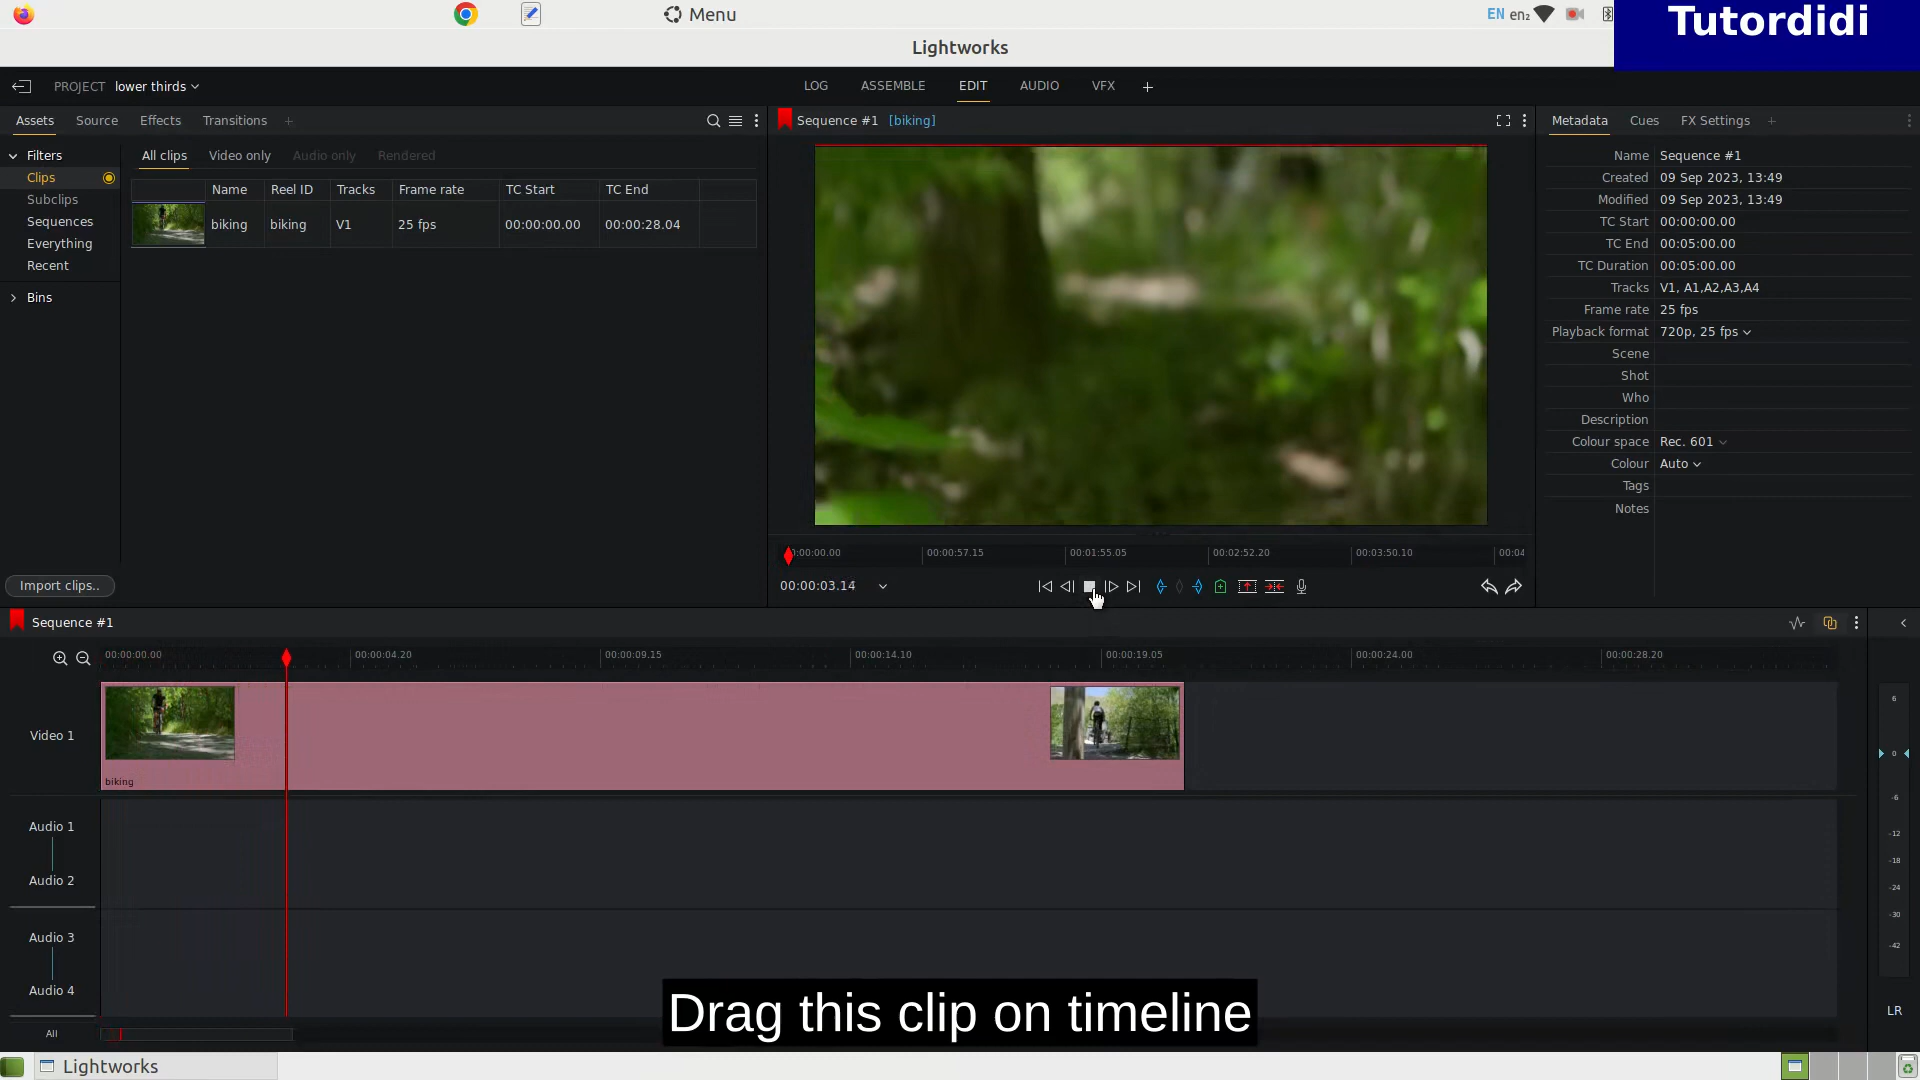 Menu
EN en2
Tutordidi
Lightworks
PROJECT lower thirds
LOG ASSEMBLE EDIT AUDIO VFX +
Assets Source Effects Transitions +
Sequence #1 [biking]
Metadata Cues FX Settings +
Filters
Clips
Subclips
Sequences
Everything
Recent
Bins
All clips Video only Audio only Rendered
Name Reel ID Tracks Frame rate TC Start TC End
biking biking V1 25 fps 00:00:00.00 00:00:28.04
Import clips..
Name Sequence #1
Created 09 Sep 2023, 13:49
Modified 09 Sep 2023, 13:49
TC Start 00:00:00.00
TC End 00:05:00.00
TC Duration 00:05:00.00
Tracks V1, A1,A2,A3,A4
Frame rate 25 fps
Playback format 720p, 25 fps
Scene
Shot
Who
Description
Colour space Rec. 601
Colour Auto
Tags
Notes
0:00:00.00 00:00:57.15 00:01:55.05 00:02:52.20 00:03:50.10 00:04
00:00:03.14
Sequence #1
00:00:00.00 00:00:04.20 00:00:09.15 00:00:14.10 00:00:19.05 00:00:24.00 00:00:28.20
Video 1
biking
Audio 1
Audio 2
Audio 3
Audio 4
All
6
0
-6
-12
-18
-24
-30
-42
LR
Drag this clip on timeline
Lightworks